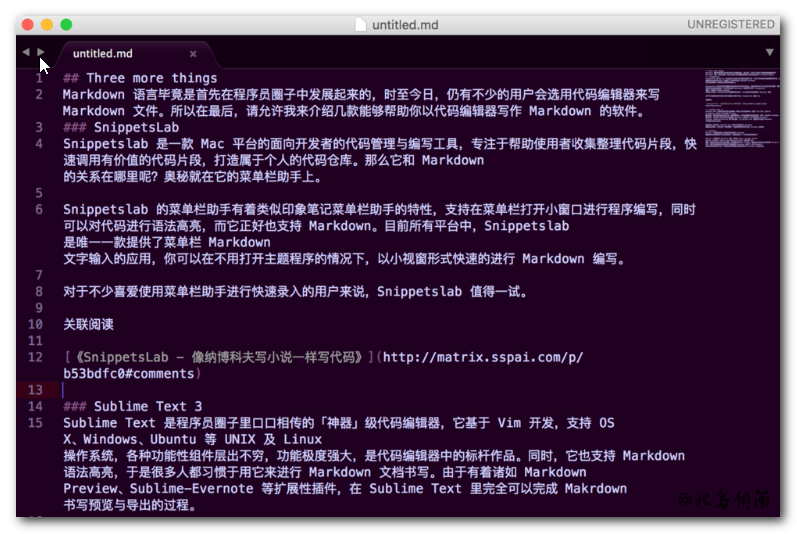 untitled.md
UNREGISTERED
untitled.md
1 ## Three more things
2 Markdown 语言毕竟是首先在程序员圈子中发展起来的，时至今日，仍有不少的用户会选用代码编辑器来写
Markdown 文件。所以在最后，请允许我来介绍几款能够帮助你以代码编辑器写作 Markdown 的软件。
3 ### SnippetsLab
4 Snippetslab 是一款 Mac 平台的面向开发者的代码管理与编写工具，专注于帮助使用者收集整理代码片段，快
速调用有价值的代码片段，打造属于个人的代码仓库。那么它和 Markdown
的关系在哪里呢？奥秘就在它的菜单栏助手上。
5
6 Snippetslab 的菜单栏助手有着类似印象笔记菜单栏助手的特性，支持在菜单栏打开小窗口进行程序编写，同时
可以对代码进行语法高亮，而它正好也支持 Markdown。目前所有平台中，Snippetslab
是唯一一款提供了菜单栏 Markdown
文字输入的应用，你可以在不用打开主题程序的情况下，以小视窗形式快速的进行 Markdown 编写。
7
8 对于不少喜爱使用菜单栏助手进行快速录入的用户来说，Snippetslab 值得一试。
9
10 关联阅读
11
12 [《SnippetsLab - 像纳博科夫写小说一样写代码》](http://matrix.sspai.com/p/
b53bdfc0#comments)
13
14 ### Sublime Text 3
15 Sublime Text 是程序员圈子里口口相传的「神器」级代码编辑器，它基于 Vim 开发，支持 OS
X、Windows、Ubuntu 等 UNIX 及 Linux
操作系统，各种功能性组件层出不穷，功能极度强大，是代码编辑器中的标杆作品。同时，它也支持 Markdown
语法高亮，于是很多人都习惯于用它来进行 Markdown 文档书写。由于有着诸如 Markdown
Preview、Sublime-Evernote 等扩展性插件，在 Sublime Text 里完全可以完成 Makrdown
书写预览与导出的过程。